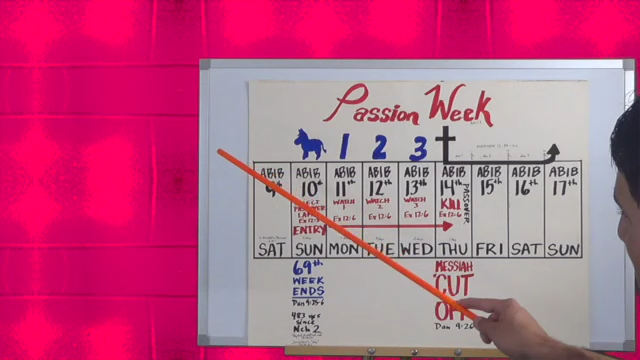 Passion Week
1 2 3
ABIB ABIB ABIB ABIB ABIB ABIB ABIB ABIB ABIB
9th 10th 11th 12th 13th 14th 15th 16th 17th
WATCH 1 WATCH 2 WATCH 3 KILL PASSOVER
Ex 12:6 Ex 12:6 Ex 12:6 Ex 12:6
ENTRY
SAT SUN MON TUE WED THU FRI SAT SUN
69th MESSIAH
WEEK "CUT
ENDS OFF"
Dan 9:25-6 Dan 9:26
483 yrs
since
Neh 2